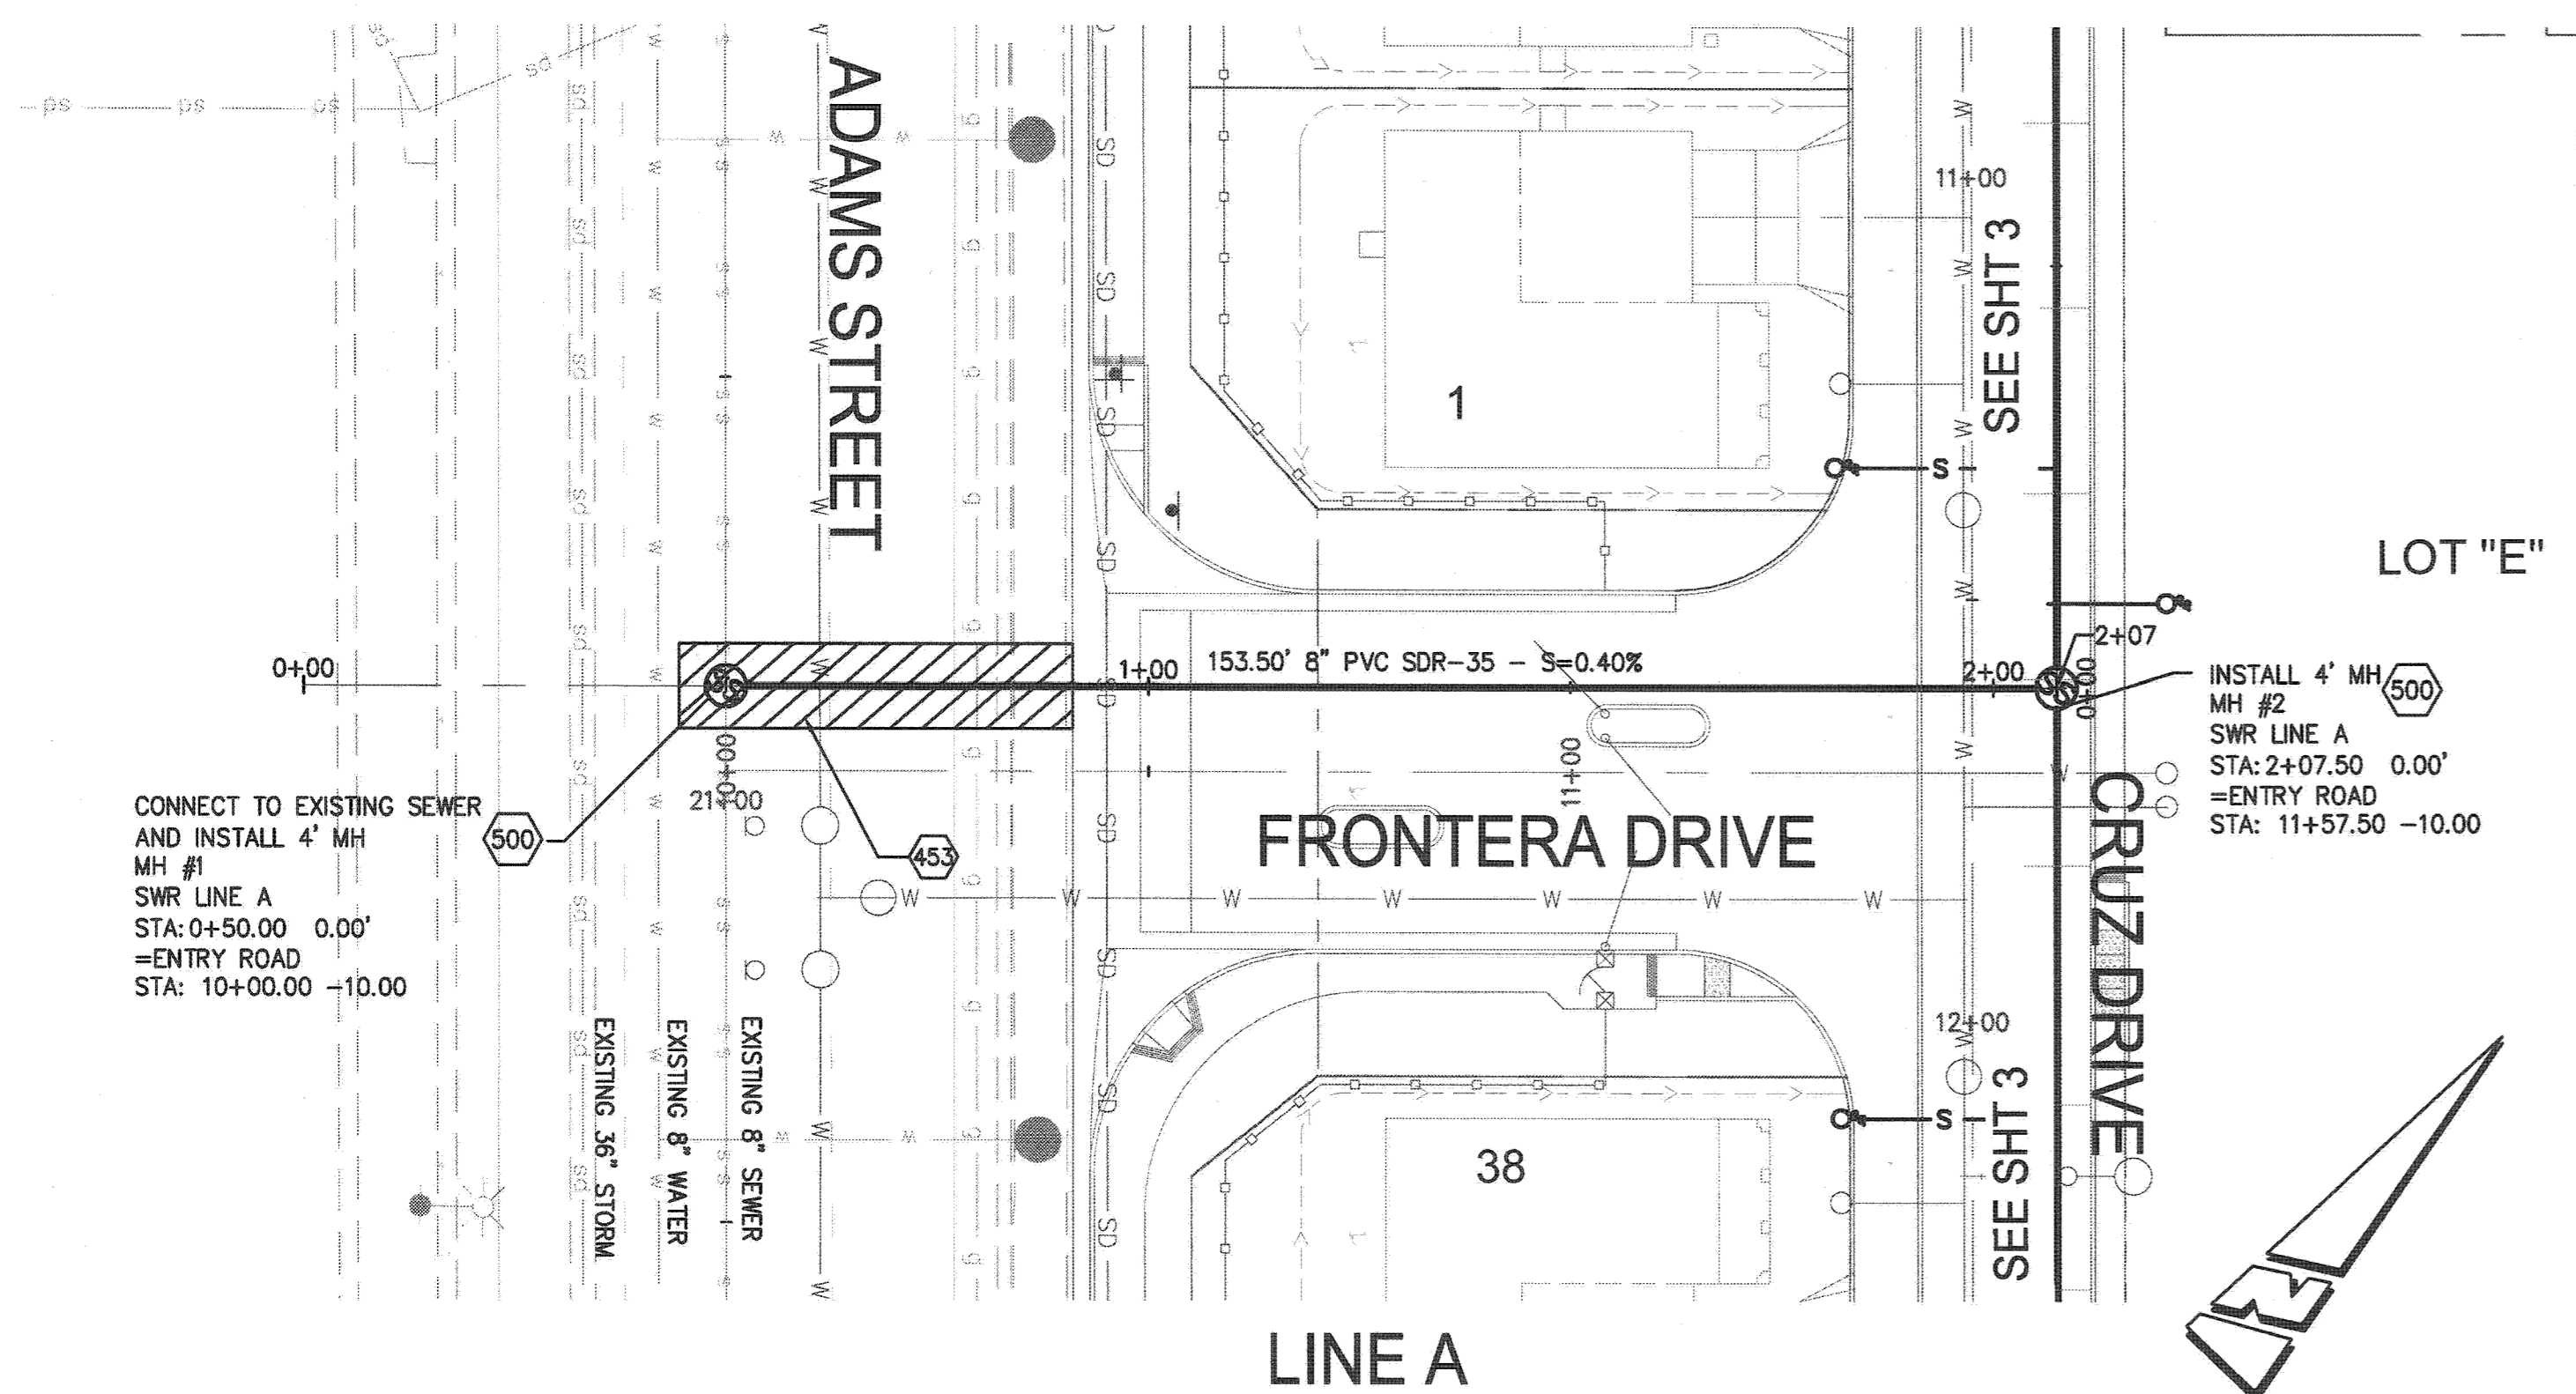 ADAMS STREET
11+00
SEE SHT 3
1
S
LOT "E"
0+00
1+00
153.50' 8" PVC SDR-35 - S=0.40%
2+00
2+07
0+00
INSTALL 4' MH
MH #2
SWR LINE A
STA: 2+07.50 0.00'
=ENTRY ROAD
STA: 11+57.50 -10.00
500
CONNECT TO EXISTING SEWER
AND INSTALL 4' MH
MH #1
SWR LINE A
STA: 0+50.00 0.00'
=ENTRY ROAD
STA: 10+00.00 -10.00
500
21+00
453
11+00
FRONTERA DRIVE
CRUZ DRIVE
EXISTING 36" STORM
EXISTING 8" WATER
EXISTING 8" SEWER
12+00
SEE SHT 3
38
S
LINE A
N